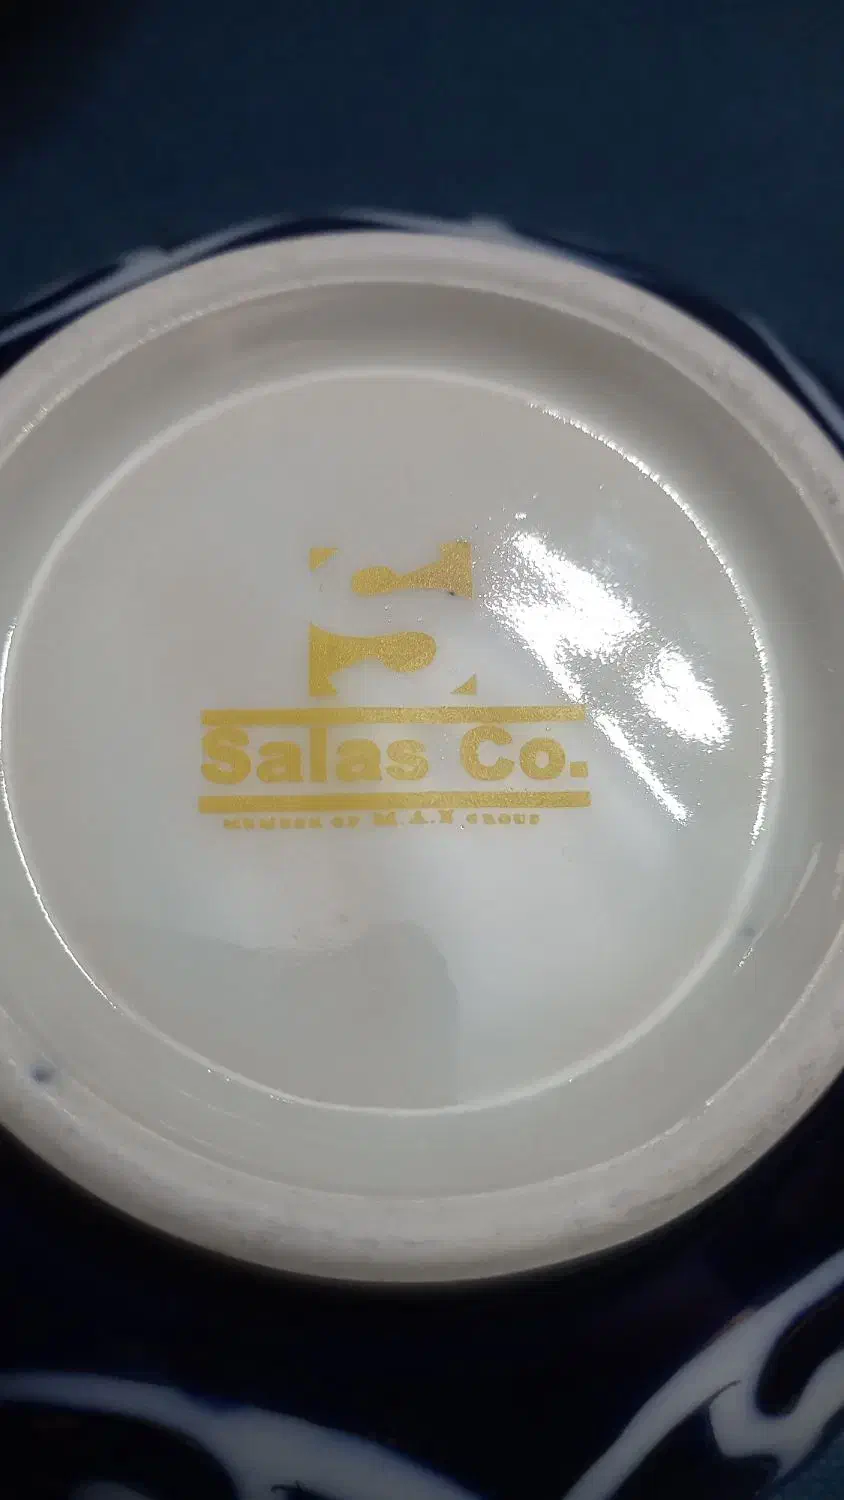 S
Salas Co.
MEMBER OF M.A.N GROUP